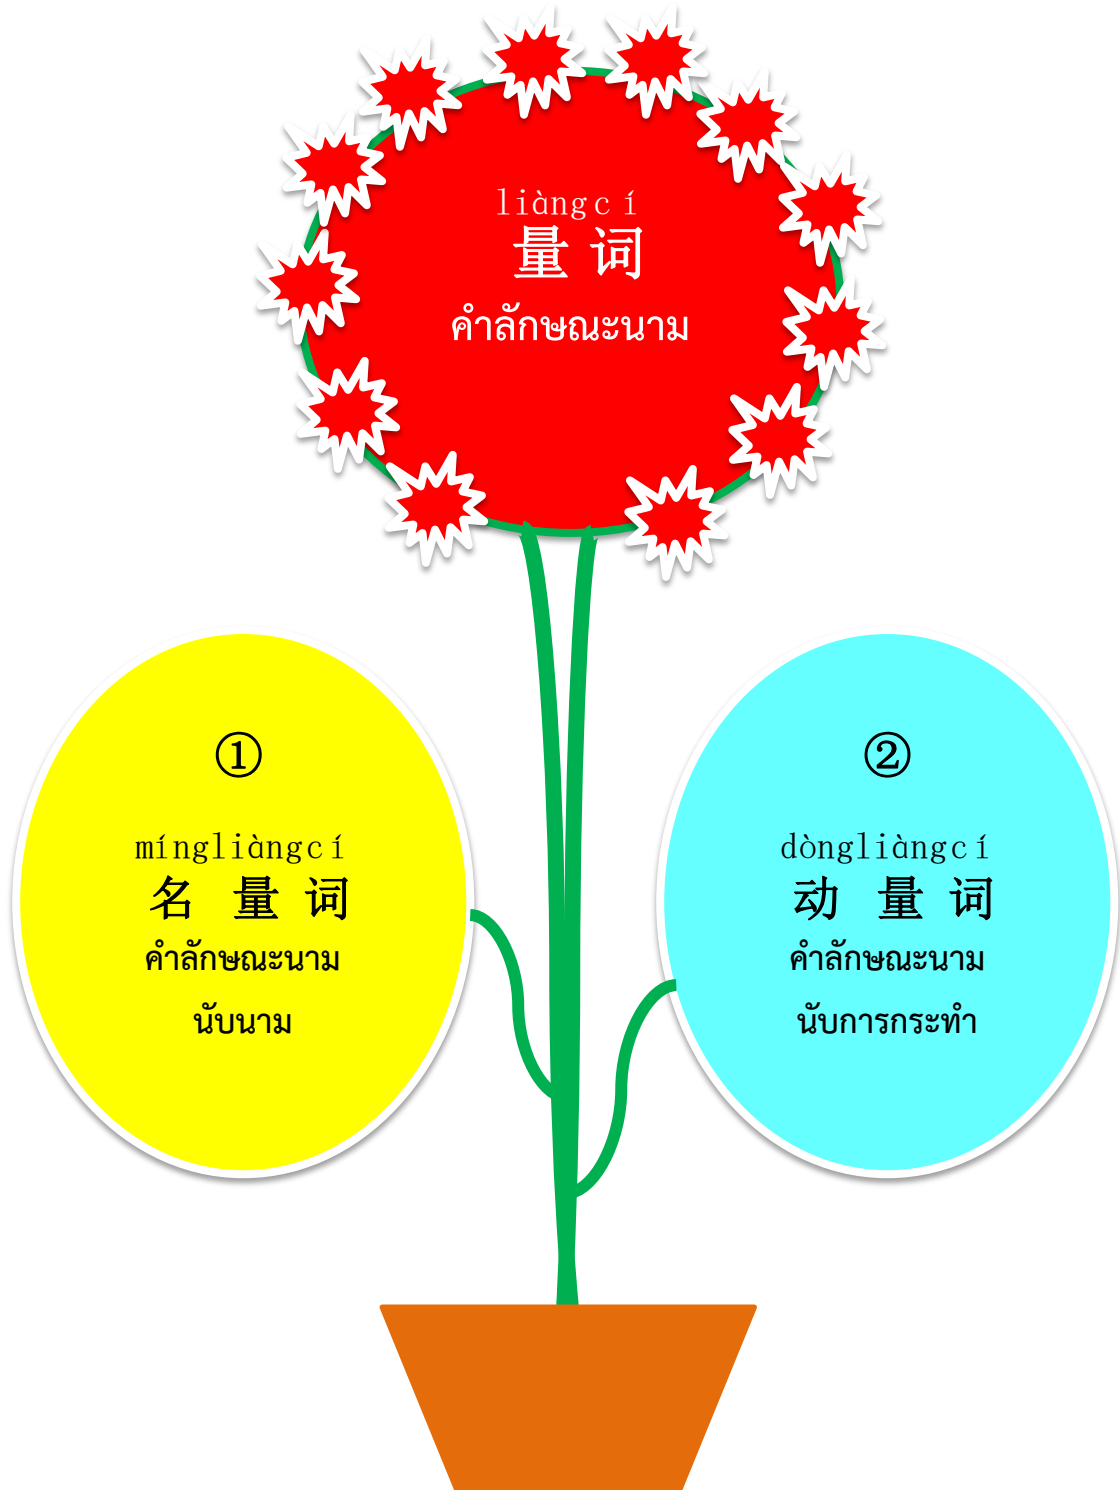 liàngcí
量词
คำลักษณะนาม
①
míngliàngcí
名量词
คำลักษณะนาม
นับนาม
②
dòngliàngcí
动量词
คำลักษณะนาม
นับการกระทำ